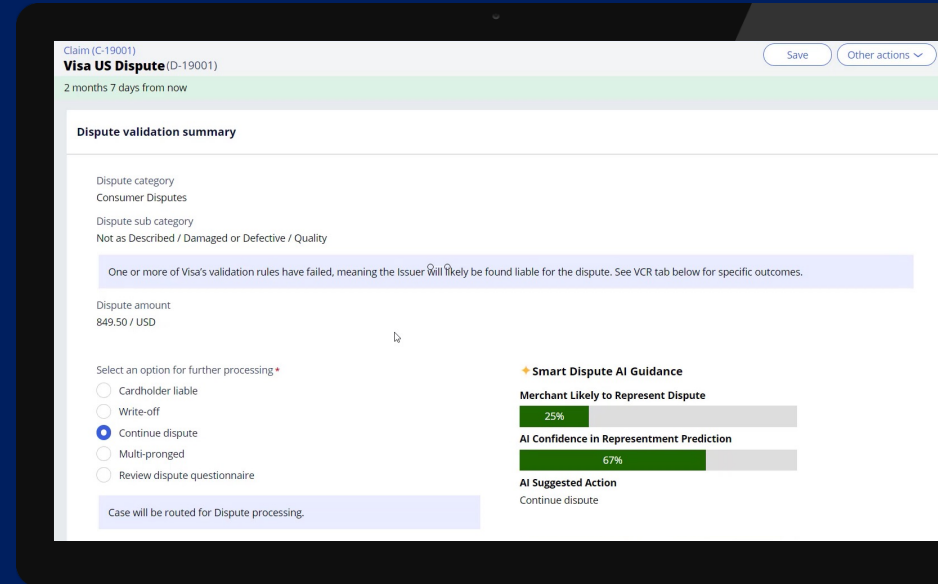 Claim (C-19001)
Visa US Dispute (D-19001)
Save
Other actions
2 months 7 days from now
Dispute validation summary
Dispute category
Consumer Disputes
Dispute sub category
Not as Described / Damaged or Defective / Quality
One or more of Visa's validation rules have failed, meaning the Issuer will likely be found liable for the dispute. See VCR tab below for specific outcomes.
Dispute amount
849.50 / USD
Select an option for further processing *
Cardholder liable
Write-off
Continue dispute
Multi-pronged
Review dispute questionnaire
Case will be routed for Dispute processing.
Smart Dispute AI Guidance
Merchant Likely to Represent Dispute
25%
AI Confidence in Representment Prediction
67%
AI Suggested Action
Continue dispute